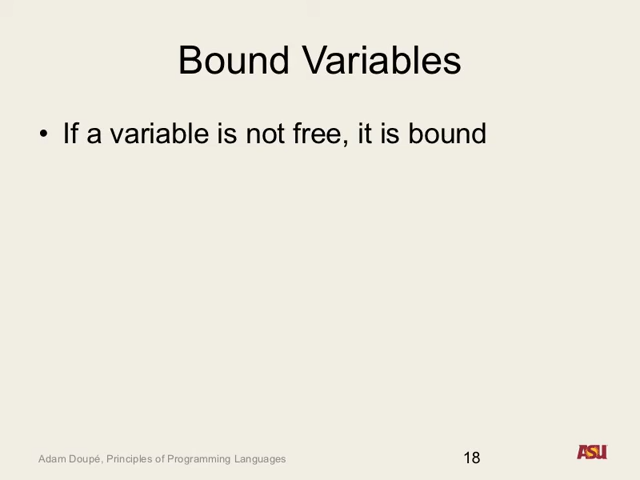 Bound Variables
• If a variable is not free, it is bound
Adam Doupé, Principles of Programming Languages
18
ASU